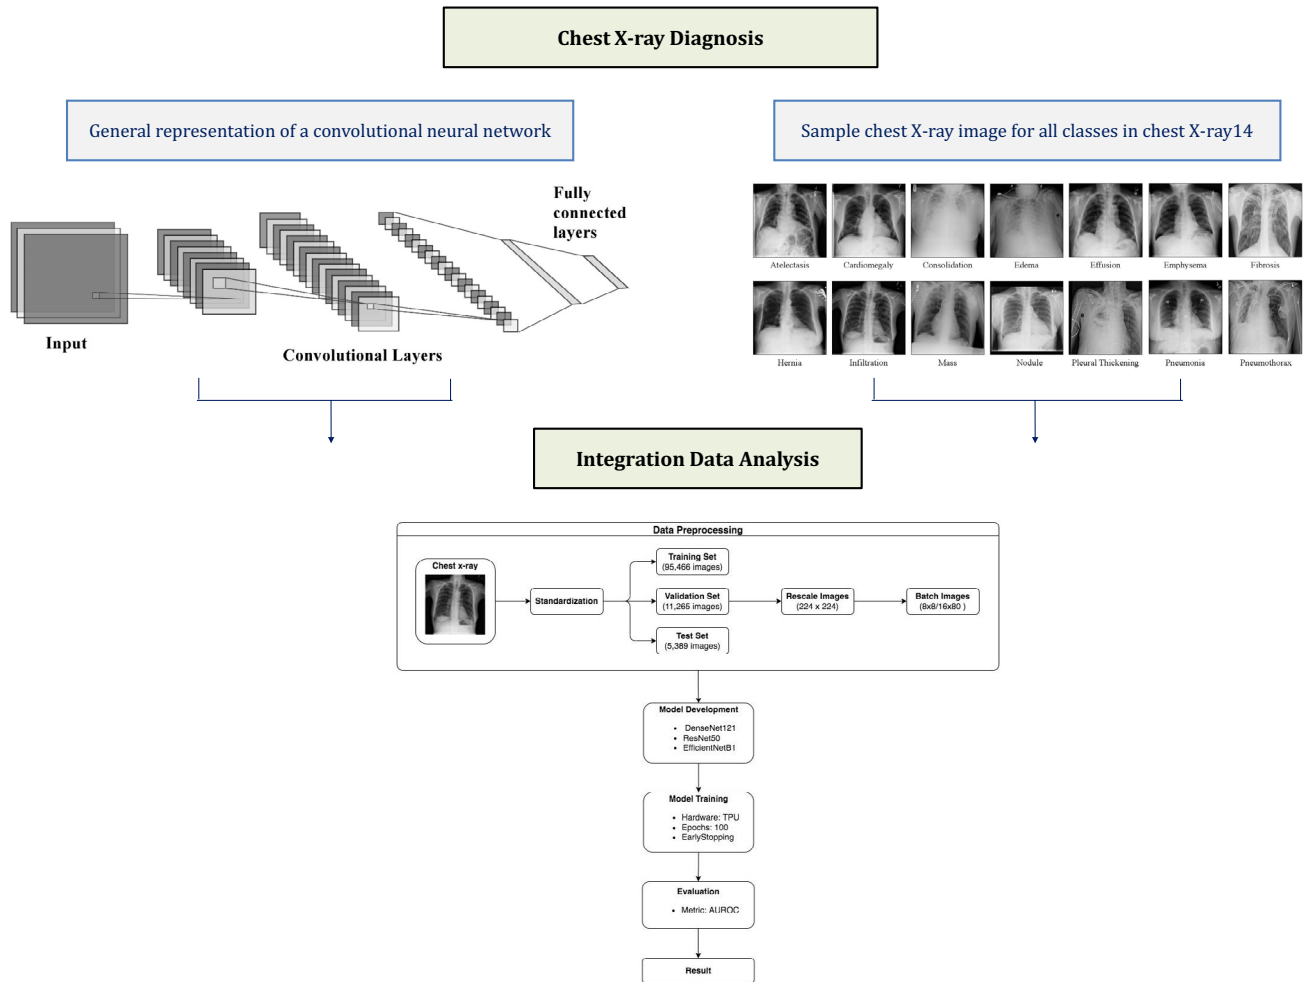 Chest X-ray Diagnosis
General representation of a convolutional neural network
Sample chest X-ray image for all classes in chest X-ray14
Fully
connected
layers
Input
Convolutional Layers
Atelectasis
Cardiomegaly
Consolidation
Edema
Effusion
Emphysema
Fibrosis
Hernia
Infiltration
Mass
Nodule
Pleural Thickening
Pneumonia
Pneumothorax
Integration Data Analysis
Data Preprocessing
Chest x-ray
Standardization
Training Set
(95,466 images)
Validation Set
(11,265 images)
Test Set
(5,389 images)
Rescale Images
(224 x 224)
Batch Images
(8x8/16x80 )
Model Development
• DenseNet121
• ResNet50
• EfficientNetB1
Model Training
• Hardware: TPU
• Epochs: 100
• EarlyStopping
Evaluation
• Metric: AUROC
Result